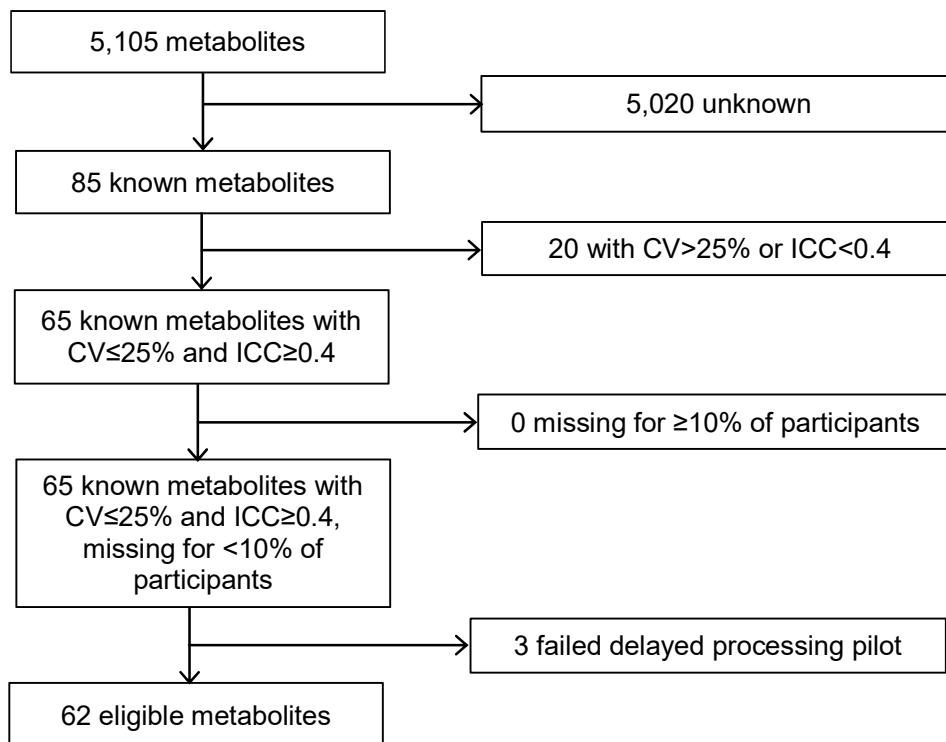 5,105 metabolites
5,020 unknown
85 known metabolites
20 with CV>25% or ICC<0.4
65 known metabolites with
CV≤25% and ICC≥0.4
0 missing for ≥10% of participants
65 known metabolites with
CV≤25% and ICC≥0.4,
missing for <10% of
participants
3 failed delayed processing pilot
62 eligible metabolites